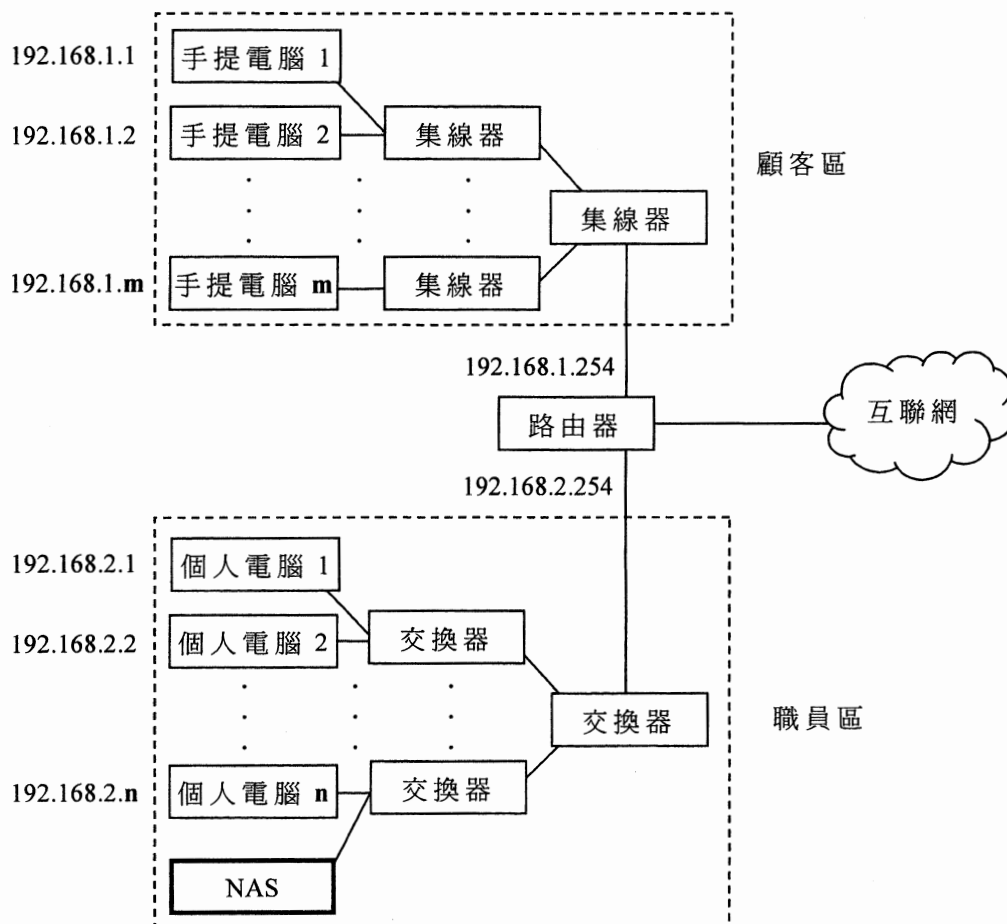 192.168.1.1 手提電腦 1
192.168.1.2 手提電腦 2 集線器
顧客區
集線器
192.168.1.m 手提電腦 m 集線器
192.168.1.254
路由器 互聯網
192.168.2.254
192.168.2.1 個人電腦 1
192.168.2.2 個人電腦 2 交換器
交換器 職員區
192.168.2.n 個人電腦 n 交換器
NAS